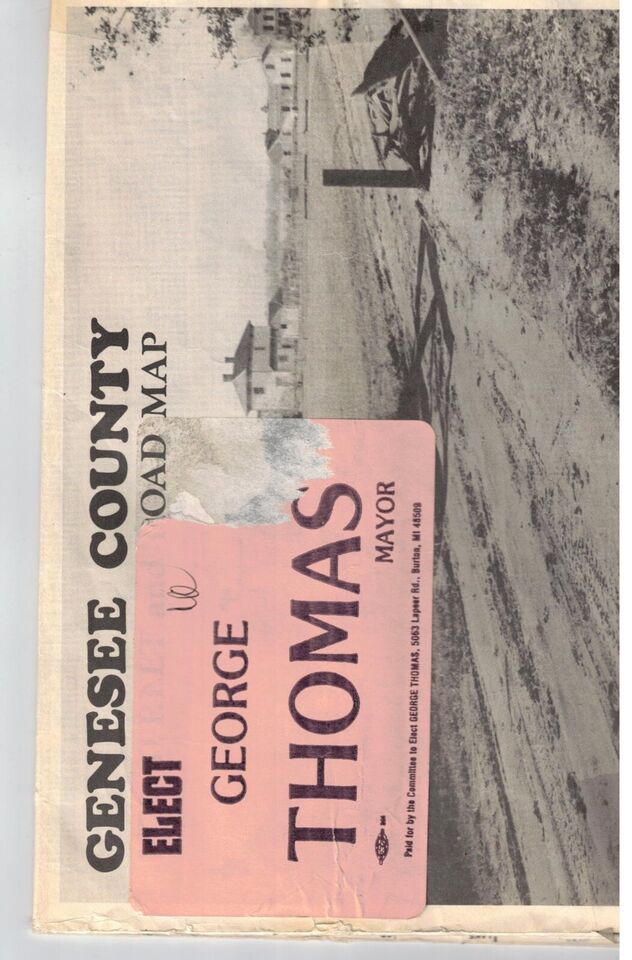 GENESEE COUNTY
OAD MAP
ELECT
GEORGE
THOMAS
MAYOR
Paid for by the Committee to Elect GEORGE THOMAS, 5063 Lapeer Rd., Burton, MI 48509